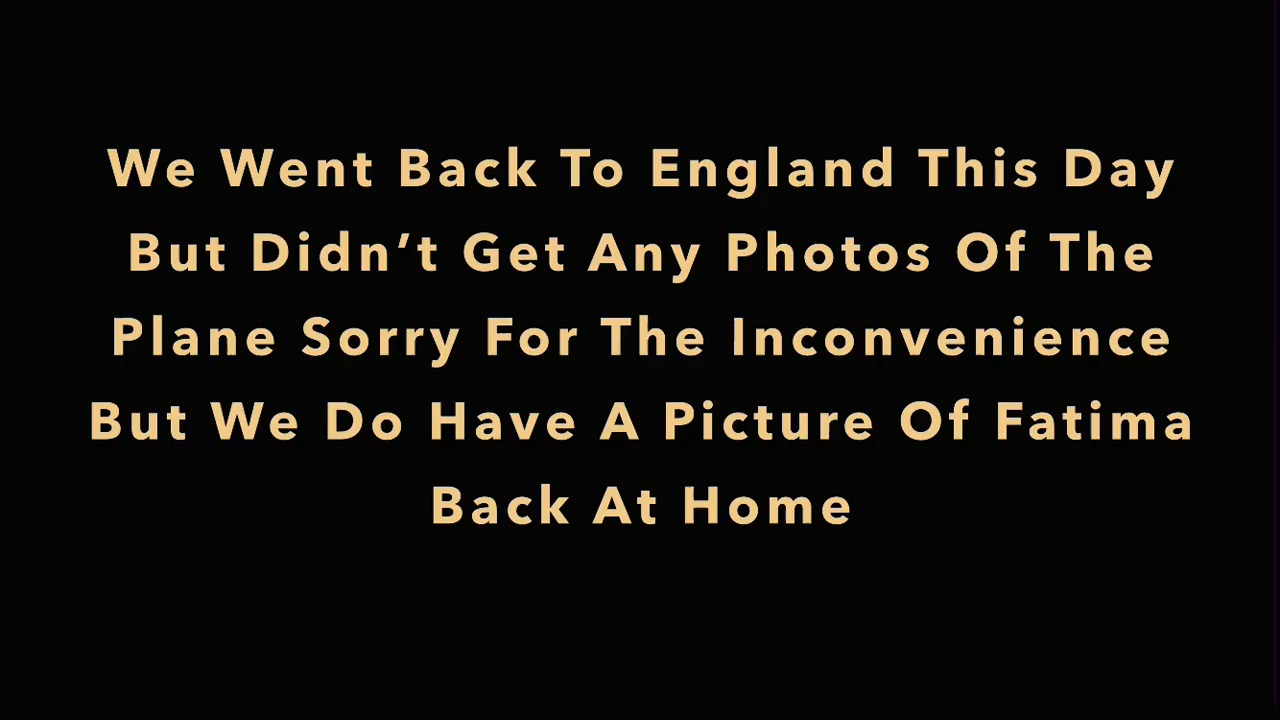 We Went Back To England This Day
But Didn’t Get Any Photos Of The
Plane Sorry For The Inconvenience
But We Do Have A Picture Of Fatima
Back At Home